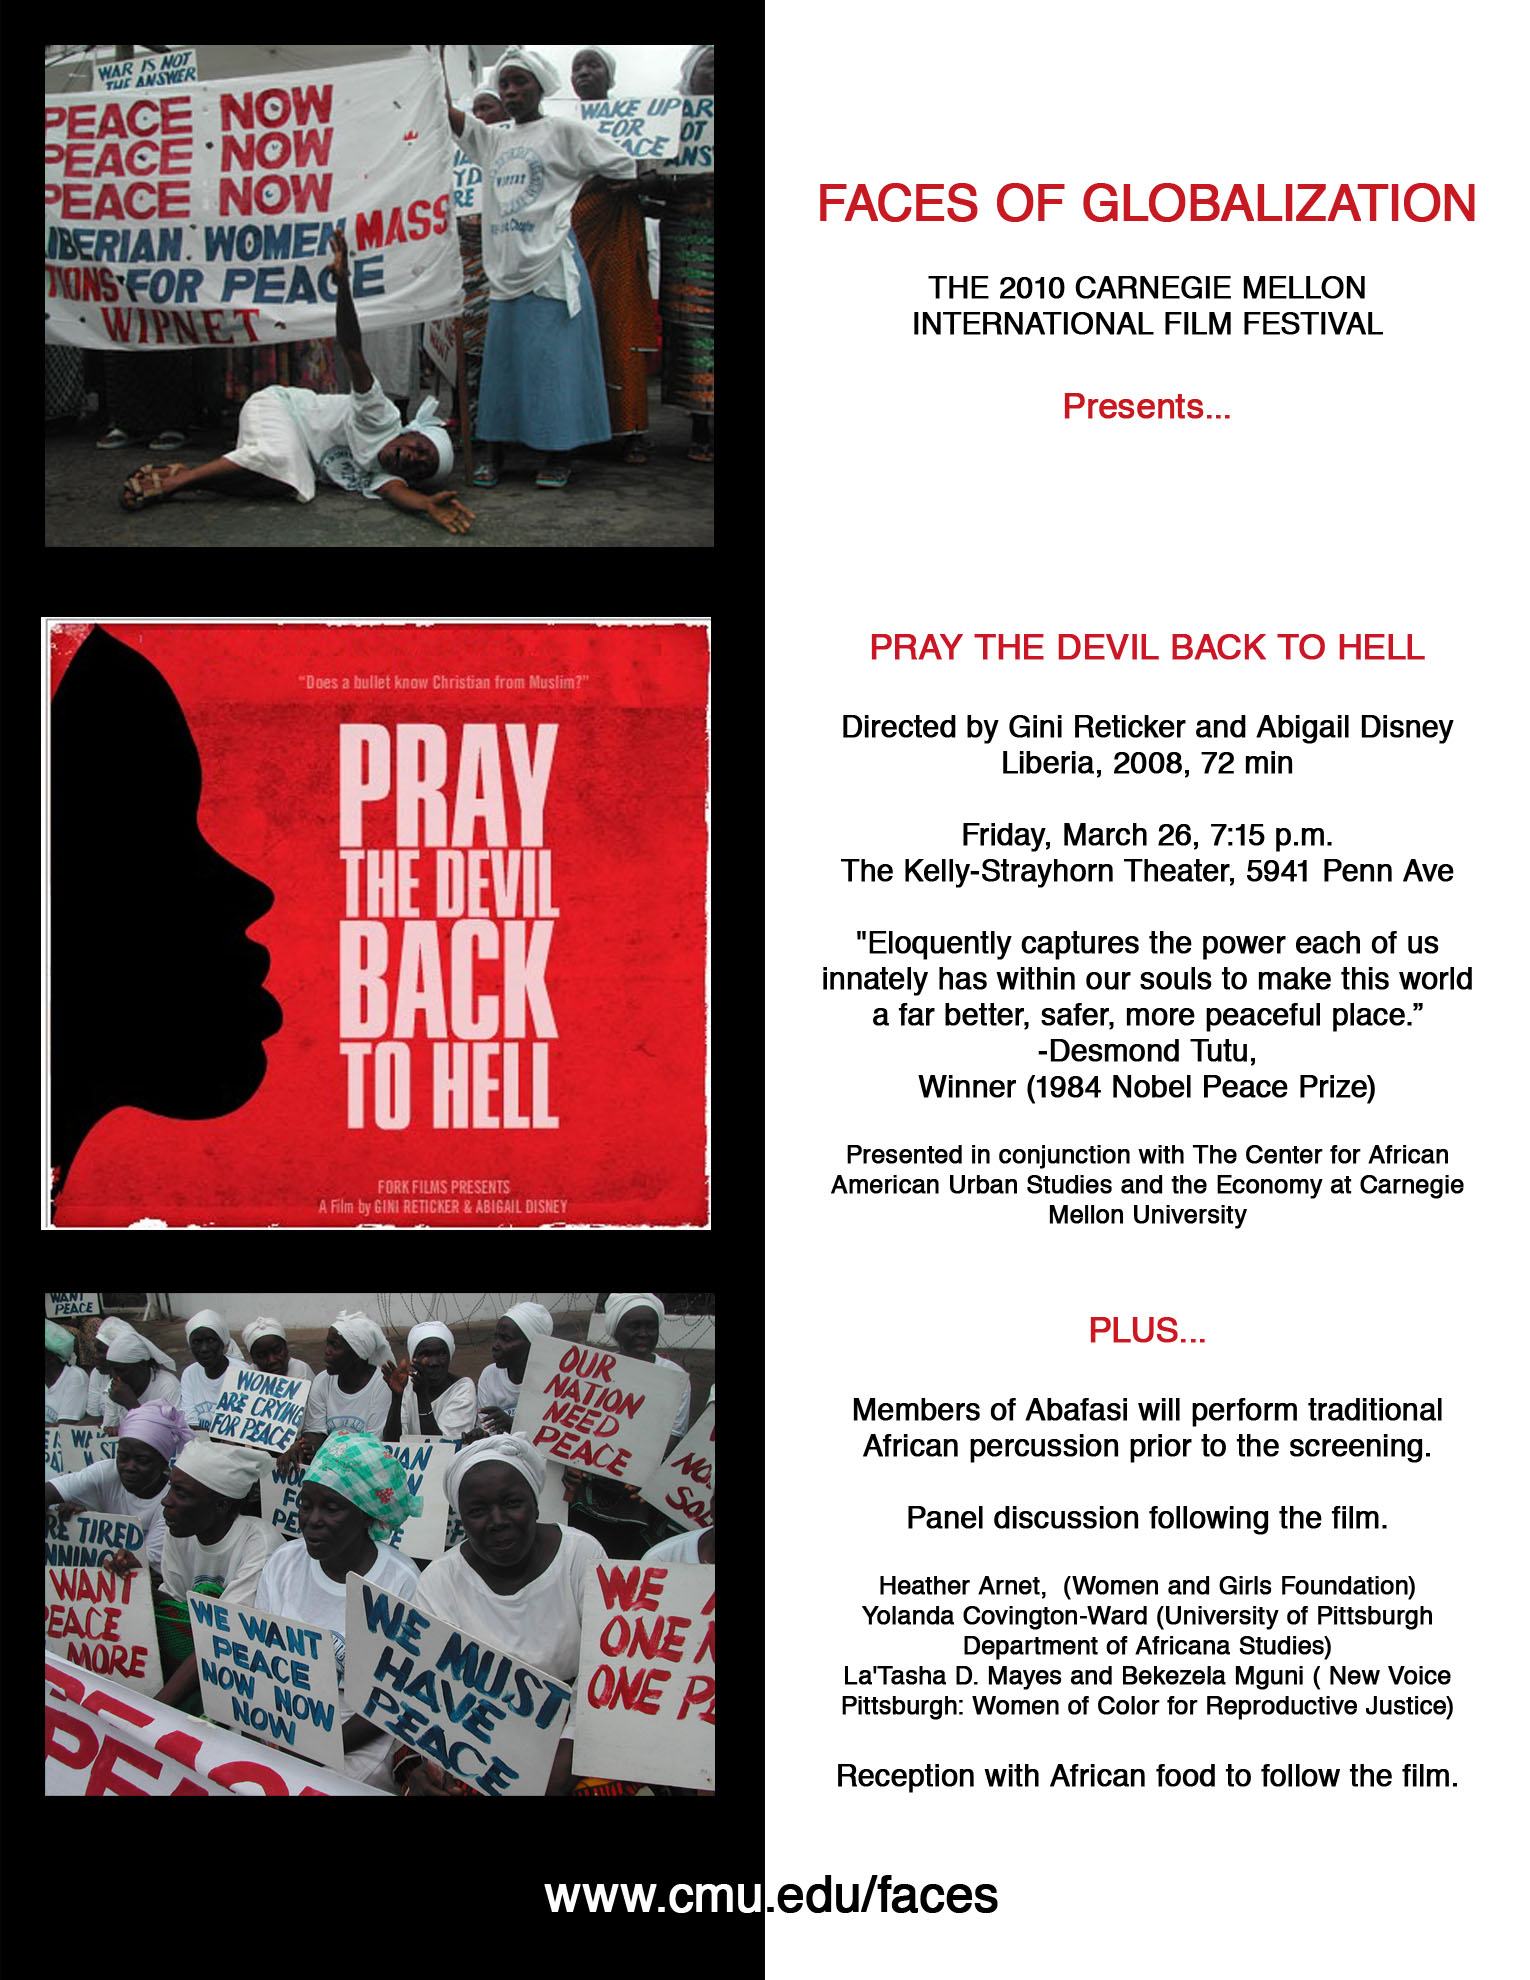 WAR IS NOT
THE ANSWER
PEACE NOW
PEACE NOW
PEACE NOW
LIBERIAN WOMEN MASS
FOR PEACE
WIPNET
WAKE UP
FOR
PEACE
WIPNET
FACES OF GLOBALIZATION
THE 2010 CARNEGIE MELLON
INTERNATIONAL FILM FESTIVAL
Presents...
"Does a bullet know Christian from Muslim?"
PRAY
THE DEVIL
BACK
TO HELL
FORK FILMS PRESENTS
A Film by GINI RETICKER & ABIGAIL DISNEY
PRAY THE DEVIL BACK TO HELL
Directed by Gini Reticker and Abigail Disney
Liberia, 2008, 72 min
Friday, March 26, 7:15 p.m.
The Kelly-Strayhorn Theater, 5941 Penn Ave
"Eloquently captures the power each of us
innately has within our souls to make this world
a far better, safer, more peaceful place.”
-Desmond Tutu,
Winner (1984 Nobel Peace Prize)
Presented in conjunction with The Center for African
American Urban Studies and the Economy at Carnegie
Mellon University
WANT
PEACE
WOMEN
ARE CRYING
FOR PEACE
OUR
NATION
NEED
PEACE
TIRED
WANT
PEACE
MORE
WE WANT
PEACE
NOW NOW
NOW
WE MUST
HAVE
PEACE
WE
ONE
ONE
PLUS...
Members of Abafasi will perform traditional
African percussion prior to the screening.
Panel discussion following the film.
Heather Arnet,  (Women and Girls Foundation)
Yolanda Covington-Ward (University of Pittsburgh
Department of Africana Studies)
La'Tasha D. Mayes and Bekezela Mguni ( New Voice
Pittsburgh: Women of Color for Reproductive Justice)
Reception with African food to follow the film.
www.cmu.edu/faces